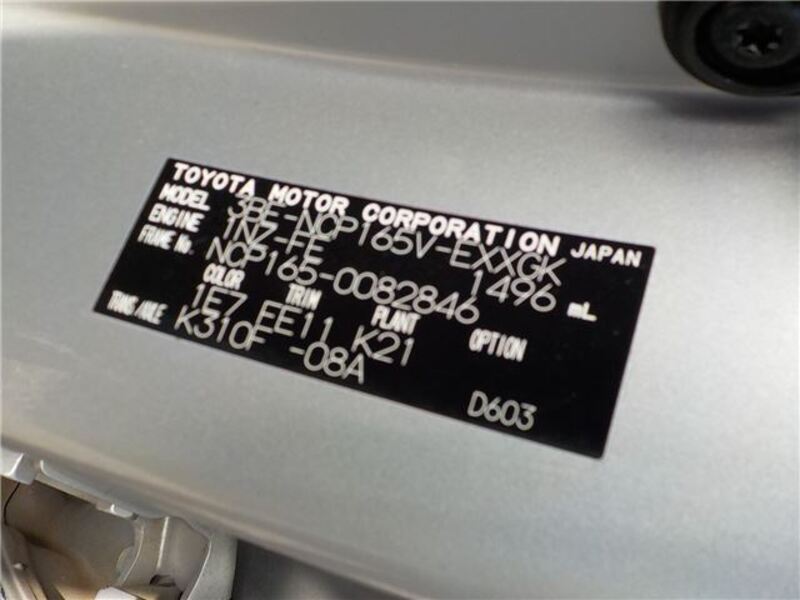 TOYOTA MOTOR CORPORATION JAPAN
MODEL 3BE-NCP165V-EXXGK
ENGINE 1NZ-FE 1496 mL
FRAME No. NCP165-0082846
COLOR TRIM PLANT OPTION
1E7 EE11 K21
TRANS/AXLE K310F -08A
D603